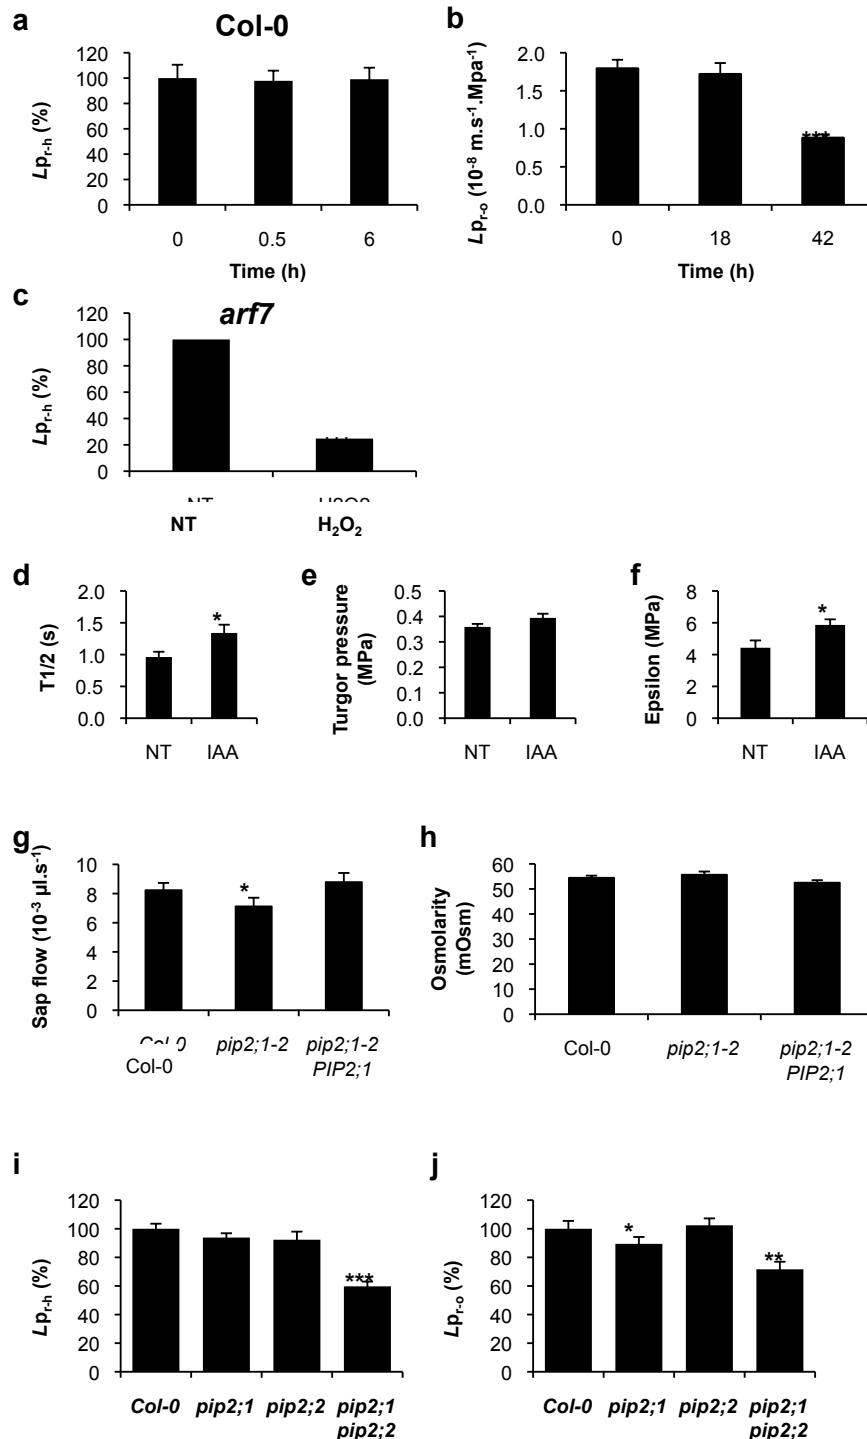 a
Col-0
Lp_r-h (%)
120
100
80
60
40
20
0
0 0.5 6
Time (h)
b
Lp_r-o (10⁻⁸ m.s⁻¹.Mpa⁻¹)
2.0
1.5
1.0
0.5
0.0
***
0 18 42
Time (h)
c
arf7
Lp_r-h (%)
120
100
80
60
40
20
0
NT H₂O₂
d
T1/2 (s)
2.0
1.5
1.0
0.5
0.0
*
NT IAA
e
Turgor pressure
(MPa)
0.5
0.4
0.3
0.2
0.1
0.0
NT IAA
f
Epsilon (MPa)
8
6
4
2
0
*
NT IAA
g
Sap flow (10⁻³ µl.s⁻¹)
10
8
6
4
2
0
*
Col-0 pip2;1-2 pip2;1-2
PIP2;1
h
Osmolarity
(mOsm)
60
50
40
30
20
10
0
Col-0 pip2;1-2 pip2;1-2
PIP2;1
i
Lp_r-h (%)
120
100
80
60
40
20
0
***
Col-0 pip2;1 pip2;2 pip2;1
pip2;2
j
Lp_r-o (%)
120
100
80
60
40
20
0
*
**
Col-0 pip2;1 pip2;2 pip2;1
pip2;2